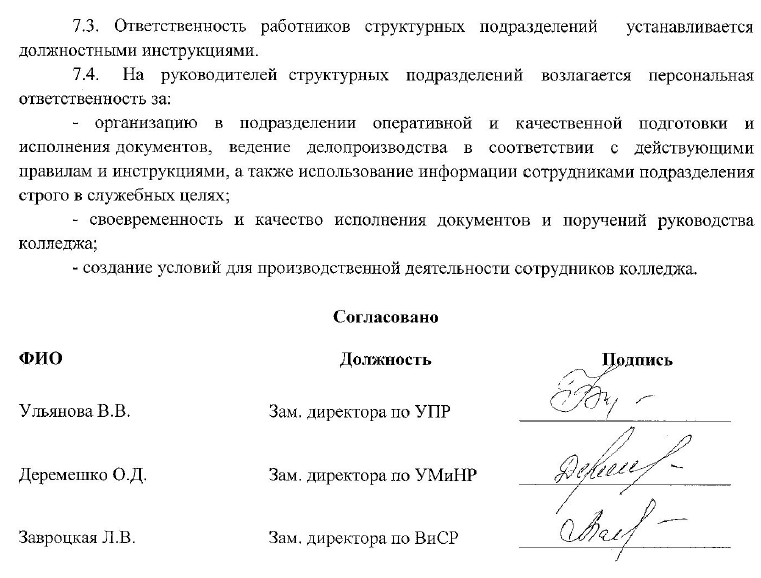 7.3. Ответственность работников структурных подразделений устанавливается
должностными инструкциями.
7.4. На руководителей структурных подразделений возлагается персональная
ответственность за:
- организацию в подразделении оперативной и качественной подготовки и
исполнения документов, ведение делопроизводства в соответствии с действующими
правилам и инструкциями, а также использование информации сотрудниками подразделения
строго в служебных целях;
- своевременность и качество исполнения документов и поручений руководства
колледжа;
- создание условий для производственной деятельности сотрудников колледжа.
Согласовано
ФИО Должность Подпись
Ульянова В.В. Зам. директора по УПР
Деремешко О.Д. Зам. директора по УМиНР
Завроцкая Л.В. Зам. директора по ВиСР